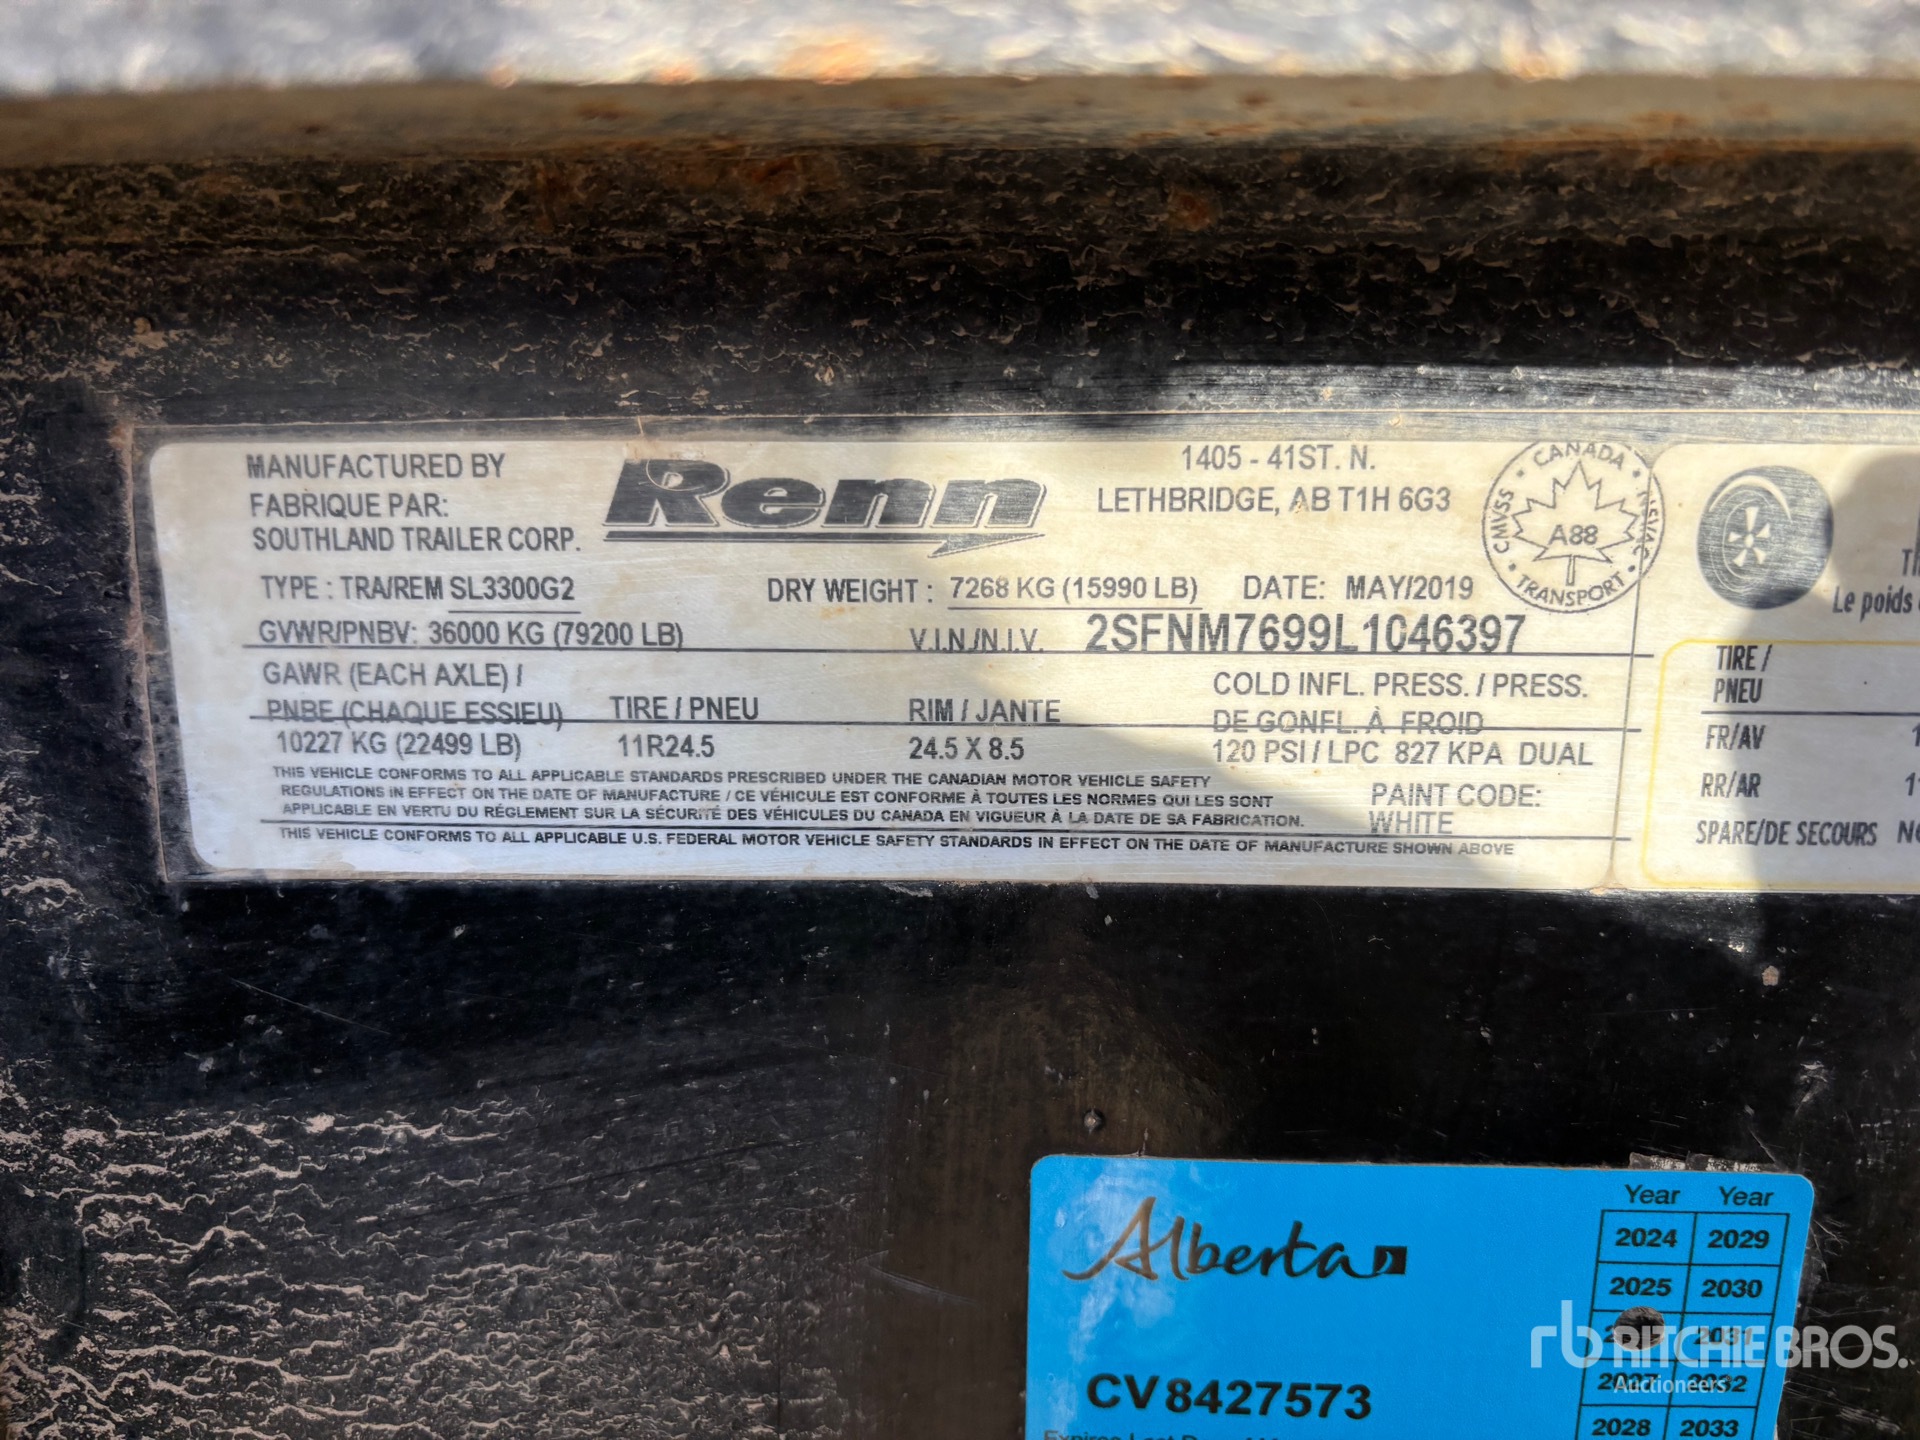 MANUFACTURED BY
FABRIQUE PAR:
SOUTHLAND TRAILER CORP.
Renn
1405 - 41ST. N.
LETHBRIDGE, AB T1H 6G3
CANADA
CMVSS
NSVAC
A88
TRANSPORT
TYPE : TRA/REM SL3300G2 DRY WEIGHT : 7268 KG (15990 LB) DATE: MAY/2019
GVWR/PNBV: 36000 KG (79200 LB) V.I.N./N.I.V. 2SFNM7699L1046397
GAWR (EACH AXLE) /
PNBE (CHAQUE ESSIEU) TIRE / PNEU RIM / JANTE COLD INFL. PRESS. / PRESS.
DE GONFL. À FROID
10227 KG (22499 LB) 11R24.5 24.5 X 8.5 120 PSI / LPC 827 KPA DUAL
THIS VEHICLE CONFORMS TO ALL APPLICABLE STANDARDS PRESCRIBED UNDER THE CANADIAN MOTOR VEHICLE SAFETY
REGULATIONS IN EFFECT ON THE DATE OF MANUFACTURE / CE VÉHICULE EST CONFORME À TOUTES LES NORMES QUI LES SONT
APPLICABLE EN VERTU DU RÉGLEMENT SUR LA SÉCURITÉ DES VÉHICULES DU CANADA EN VIGUEUR À LA DATE DE SA FABRICATION.
PAINT CODE:
WHITE
THIS VEHICLE CONFORMS TO ALL APPLICABLE U.S. FEDERAL MOTOR VEHICLE SAFETY STANDARDS IN EFFECT ON THE DATE OF MANUFACTURE SHOWN ABOVE
Le poids
TIRE /
PNEU
FR/AV
RR/AR
SPARE/DE SECOURS
Alberta
CV8427573
Year Year
2024 2029
2025 2030
2031
2027 2032
2028 2033
rb RITCHIE BROS.
Auctioneers